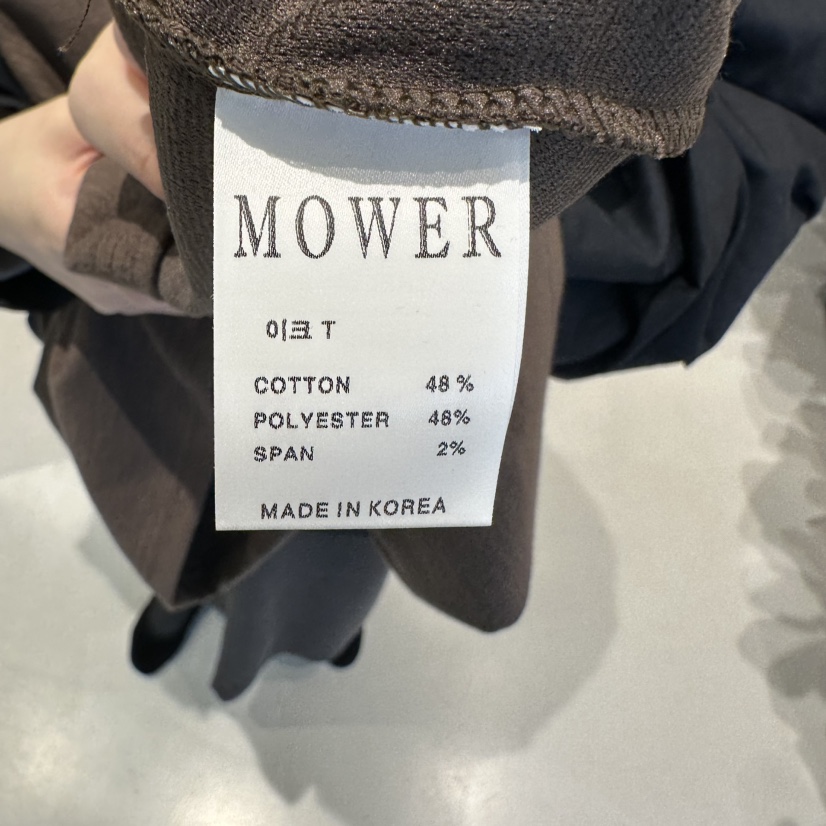 MOWER
이크 T
COTTON 48%
POLYESTER 48%
SPAN 2%
MADE IN KOREA